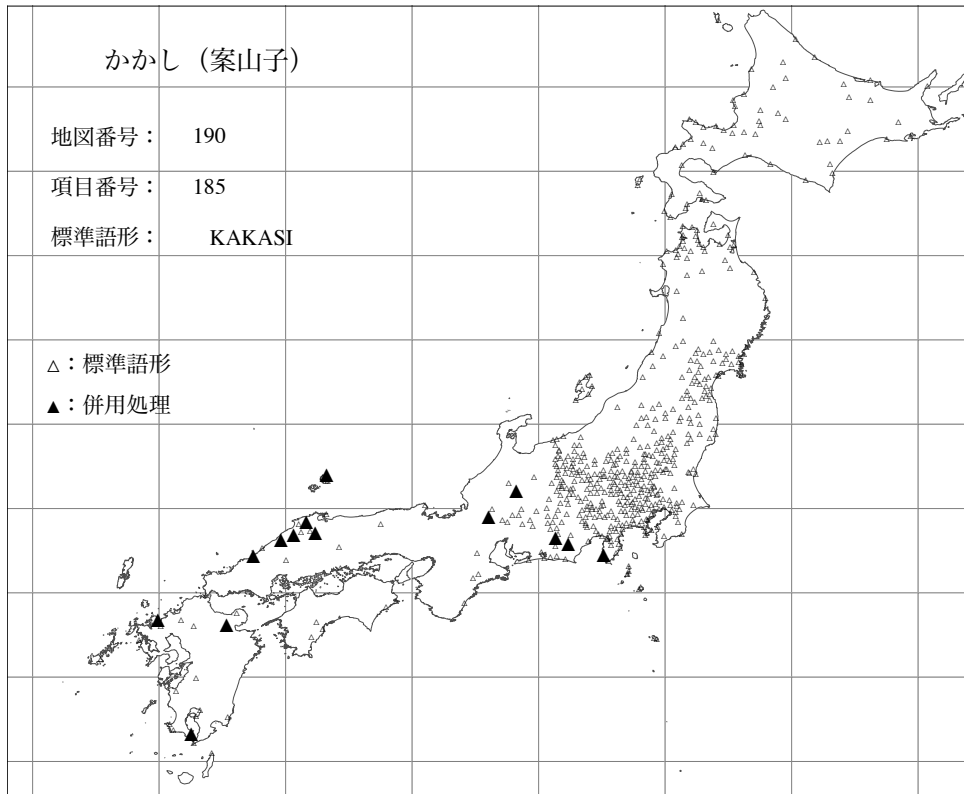 かかし（案山子）
地図番号： 190
項目番号： 185
標準語形： KAKASI
△：標準語形
▲：併用処理